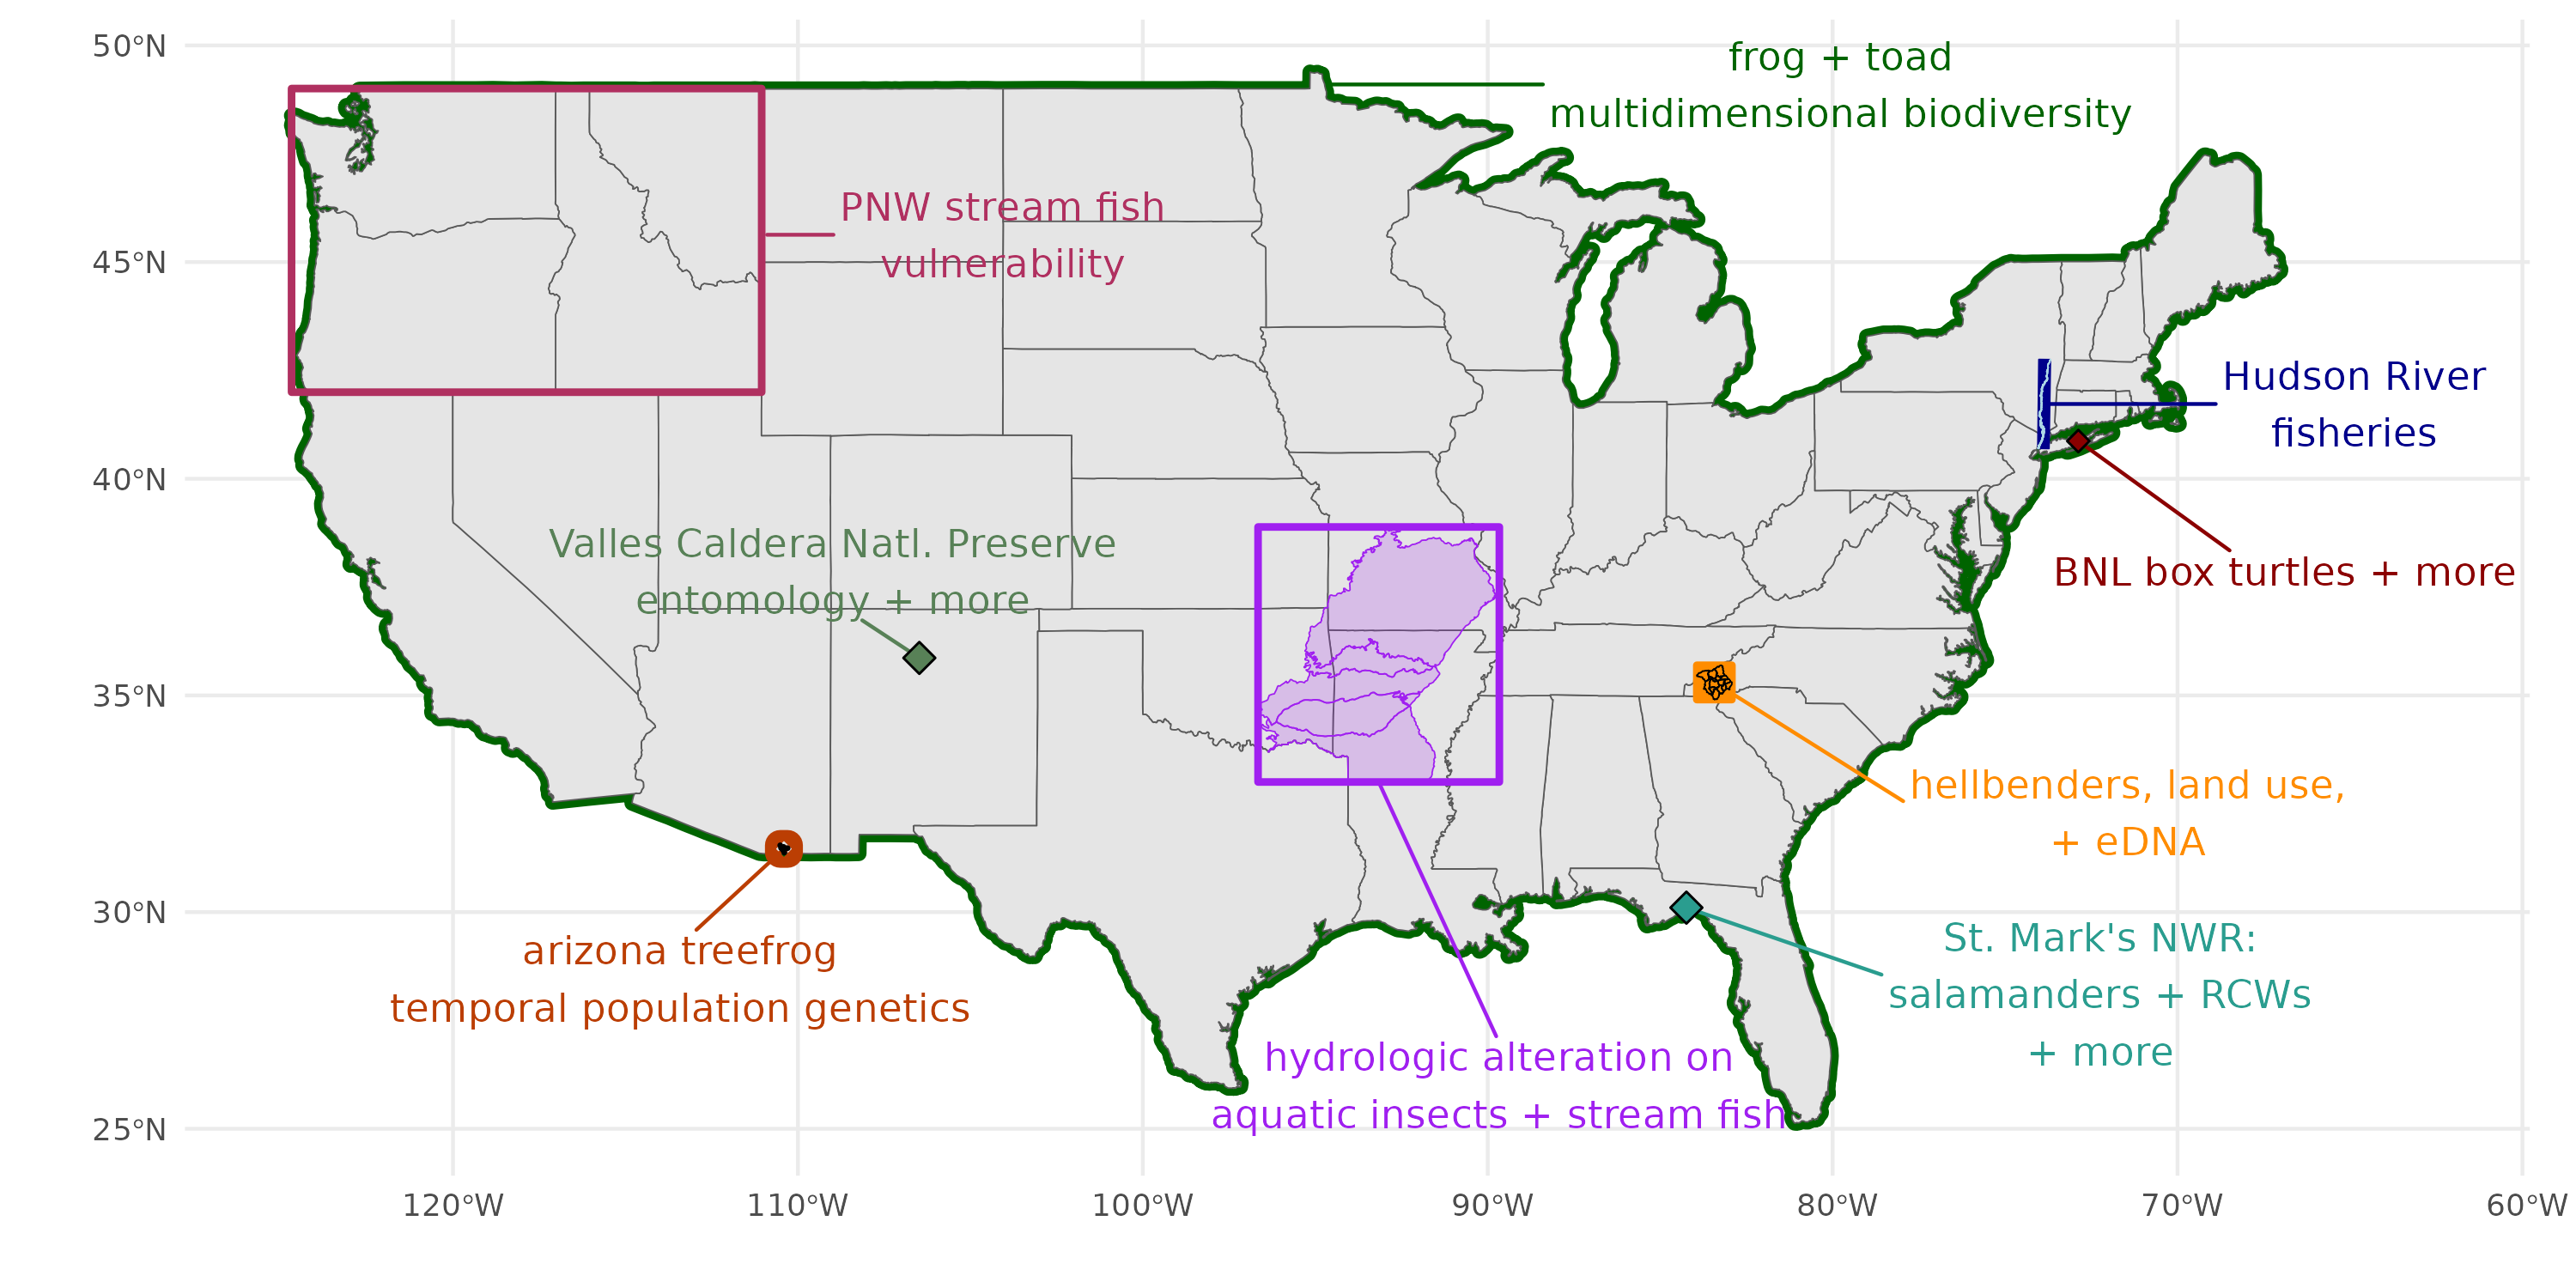 50°N
frog + toad
multidimensional biodiversity
PNW stream fish
vulnerability
45°N
Hudson River
fisheries
40°N
Valles Caldera Natl. Preserve
entomology + more
BNL box turtles + more
35°N
hellbenders, land use,
+ eDNA
30°N
arizona treefrog
temporal population genetics
St. Mark's NWR:
salamanders + RCWs
+ more
hydrologic alteration on
aquatic insects + stream fish
25°N
120°W 110°W 100°W 90°W 80°W 70°W 60°W